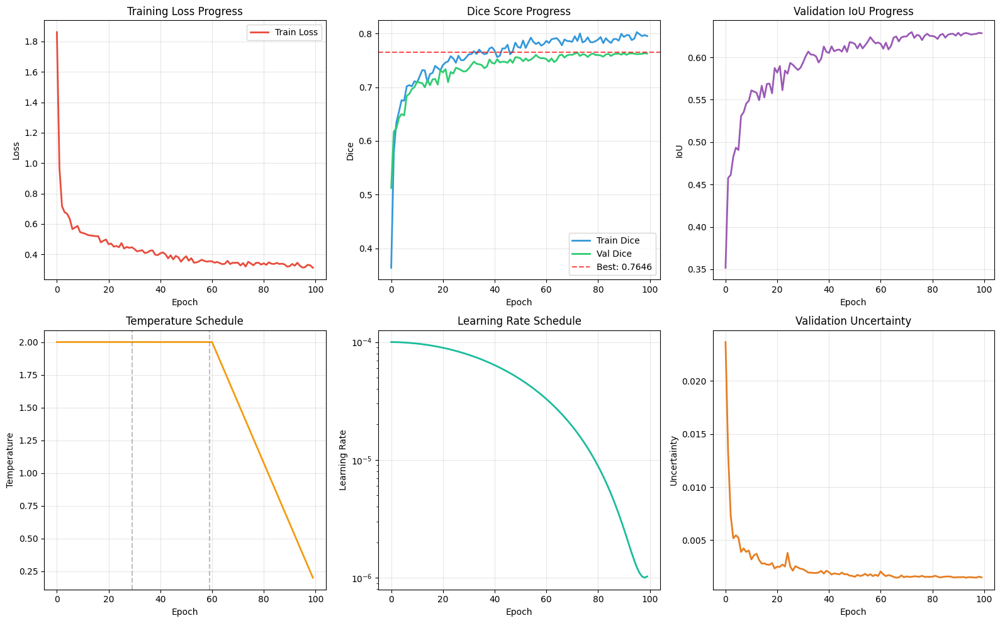 Training Loss Progress
Train Loss
1.8
1.6
1.4
1.2
1.0
0.8
0.6
0.4
Loss
0 20 40 60 80 100
Epoch
Dice Score Progress
0.8
0.7
0.6
0.5
0.4
Dice
Train Dice
Val Dice
Best: 0.7646
0 20 40 60 80 100
Epoch
Validation IoU Progress
0.60
0.55
0.50
0.45
0.40
0.35
IoU
0 20 40 60 80 100
Epoch
Temperature Schedule
2.00
1.75
1.50
1.25
1.00
0.75
0.50
0.25
Temperature
0 20 40 60 80 100
Epoch
Learning Rate Schedule
10⁻⁴
10⁻⁵
10⁻⁶
Learning Rate
0 20 40 60 80 100
Epoch
Validation Uncertainty
0.020
0.015
0.010
0.005
Uncertainty
0 20 40 60 80 100
Epoch